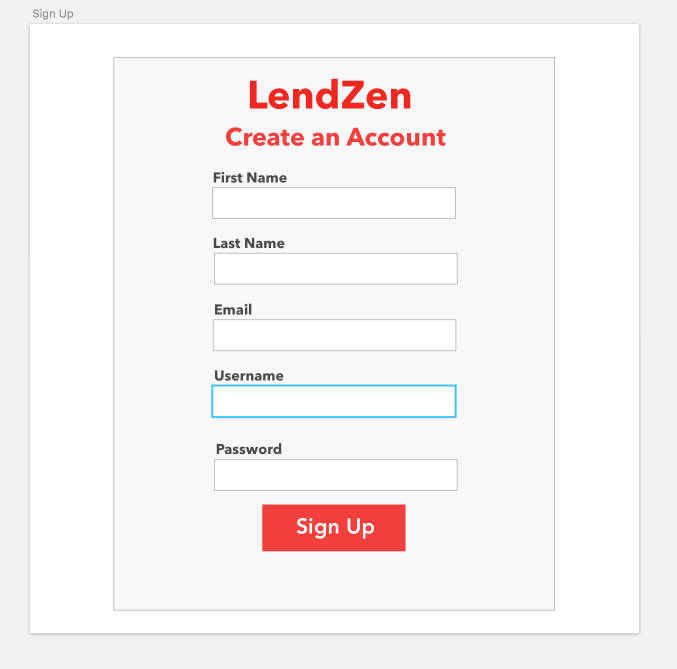 Sign Up
LendZen
Create an Account
First Name
Last Name
Email
Username
Password
Sign Up